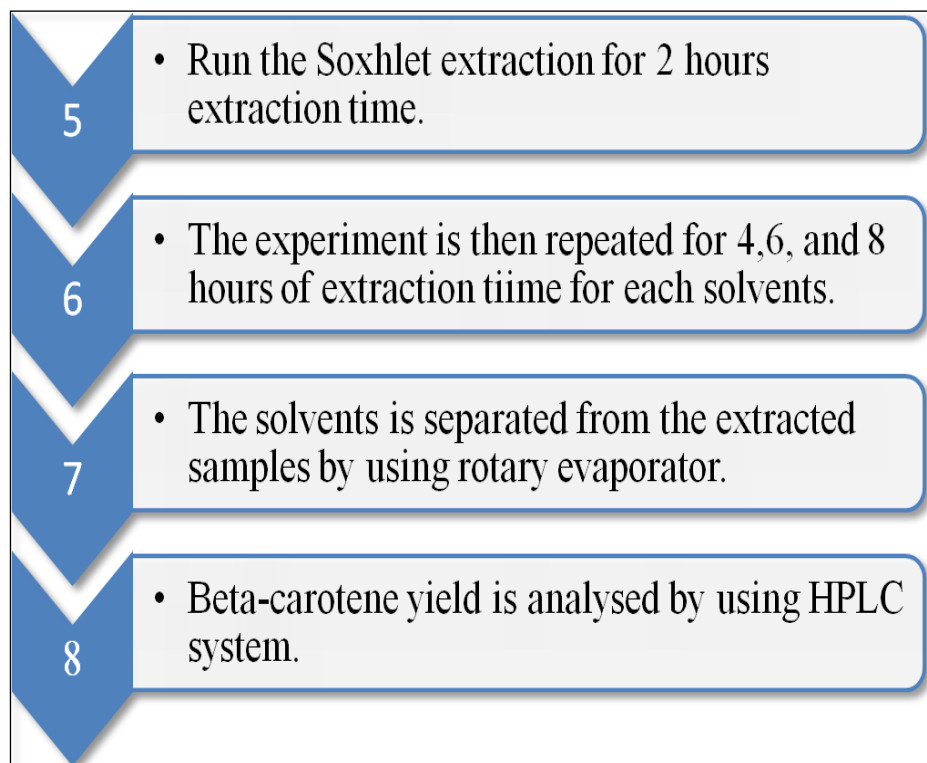 5
• Run the Soxhlet extraction for 2 hours
extraction time.
6
• The experiment is then repeated for 4,6, and 8
hours of extraction tiime for each solvents.
7
• The solvents is separated from the extracted
samples by using rotary evaporator.
8
• Beta-carotene yield is analysed by using HPLC
system.